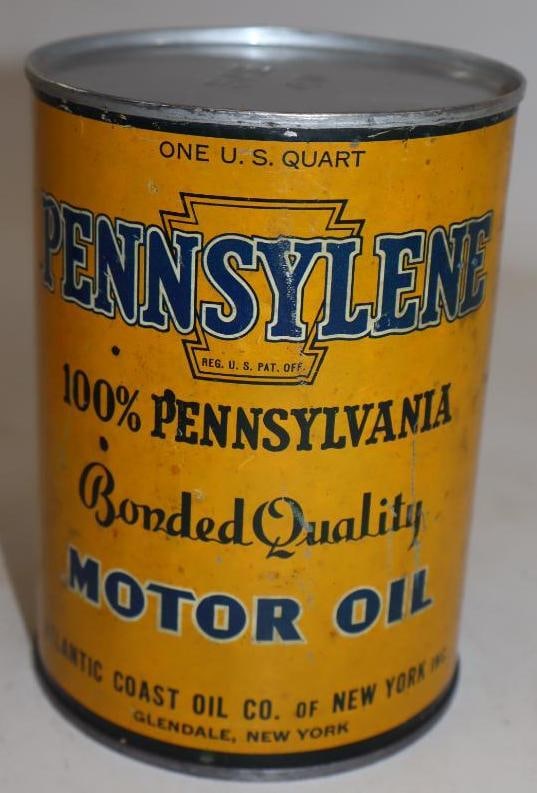 ONE U.S. QUART
PENNSYLENE
REG. U. S. PAT. OFF.
100% PENNSYLVANIA
Bonded Quality
MOTOR OIL
ATLANTIC COAST OIL CO. OF NEW YORK INC.
GLENDALE, NEW YORK